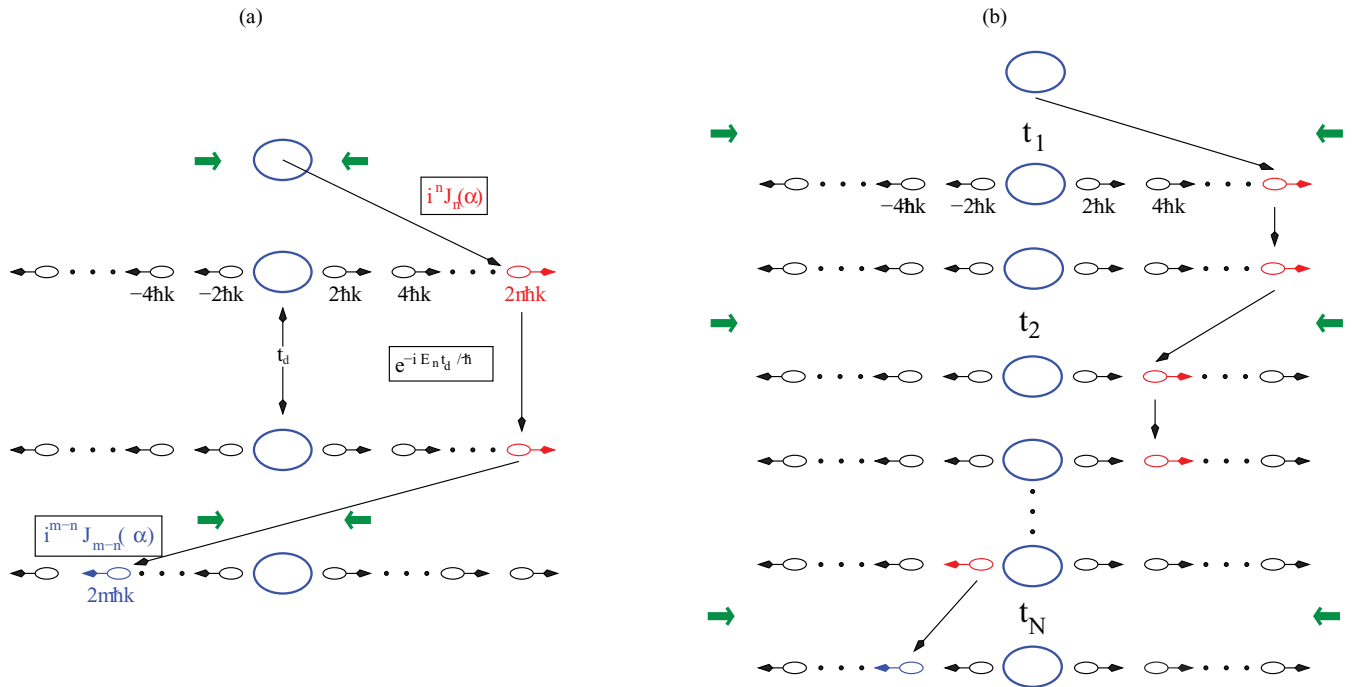 (a)
i^n J_n(α)
−4ħk −2ħk 2ħk 4ħk 2nħk
t_d
e^{−i E_n t_d /ħ}
i^{m−n} J_{m−n}( α)
2mħk
(b)
t_1
−4ħk −2ħk 2ħk 4ħk
t_2
t_N